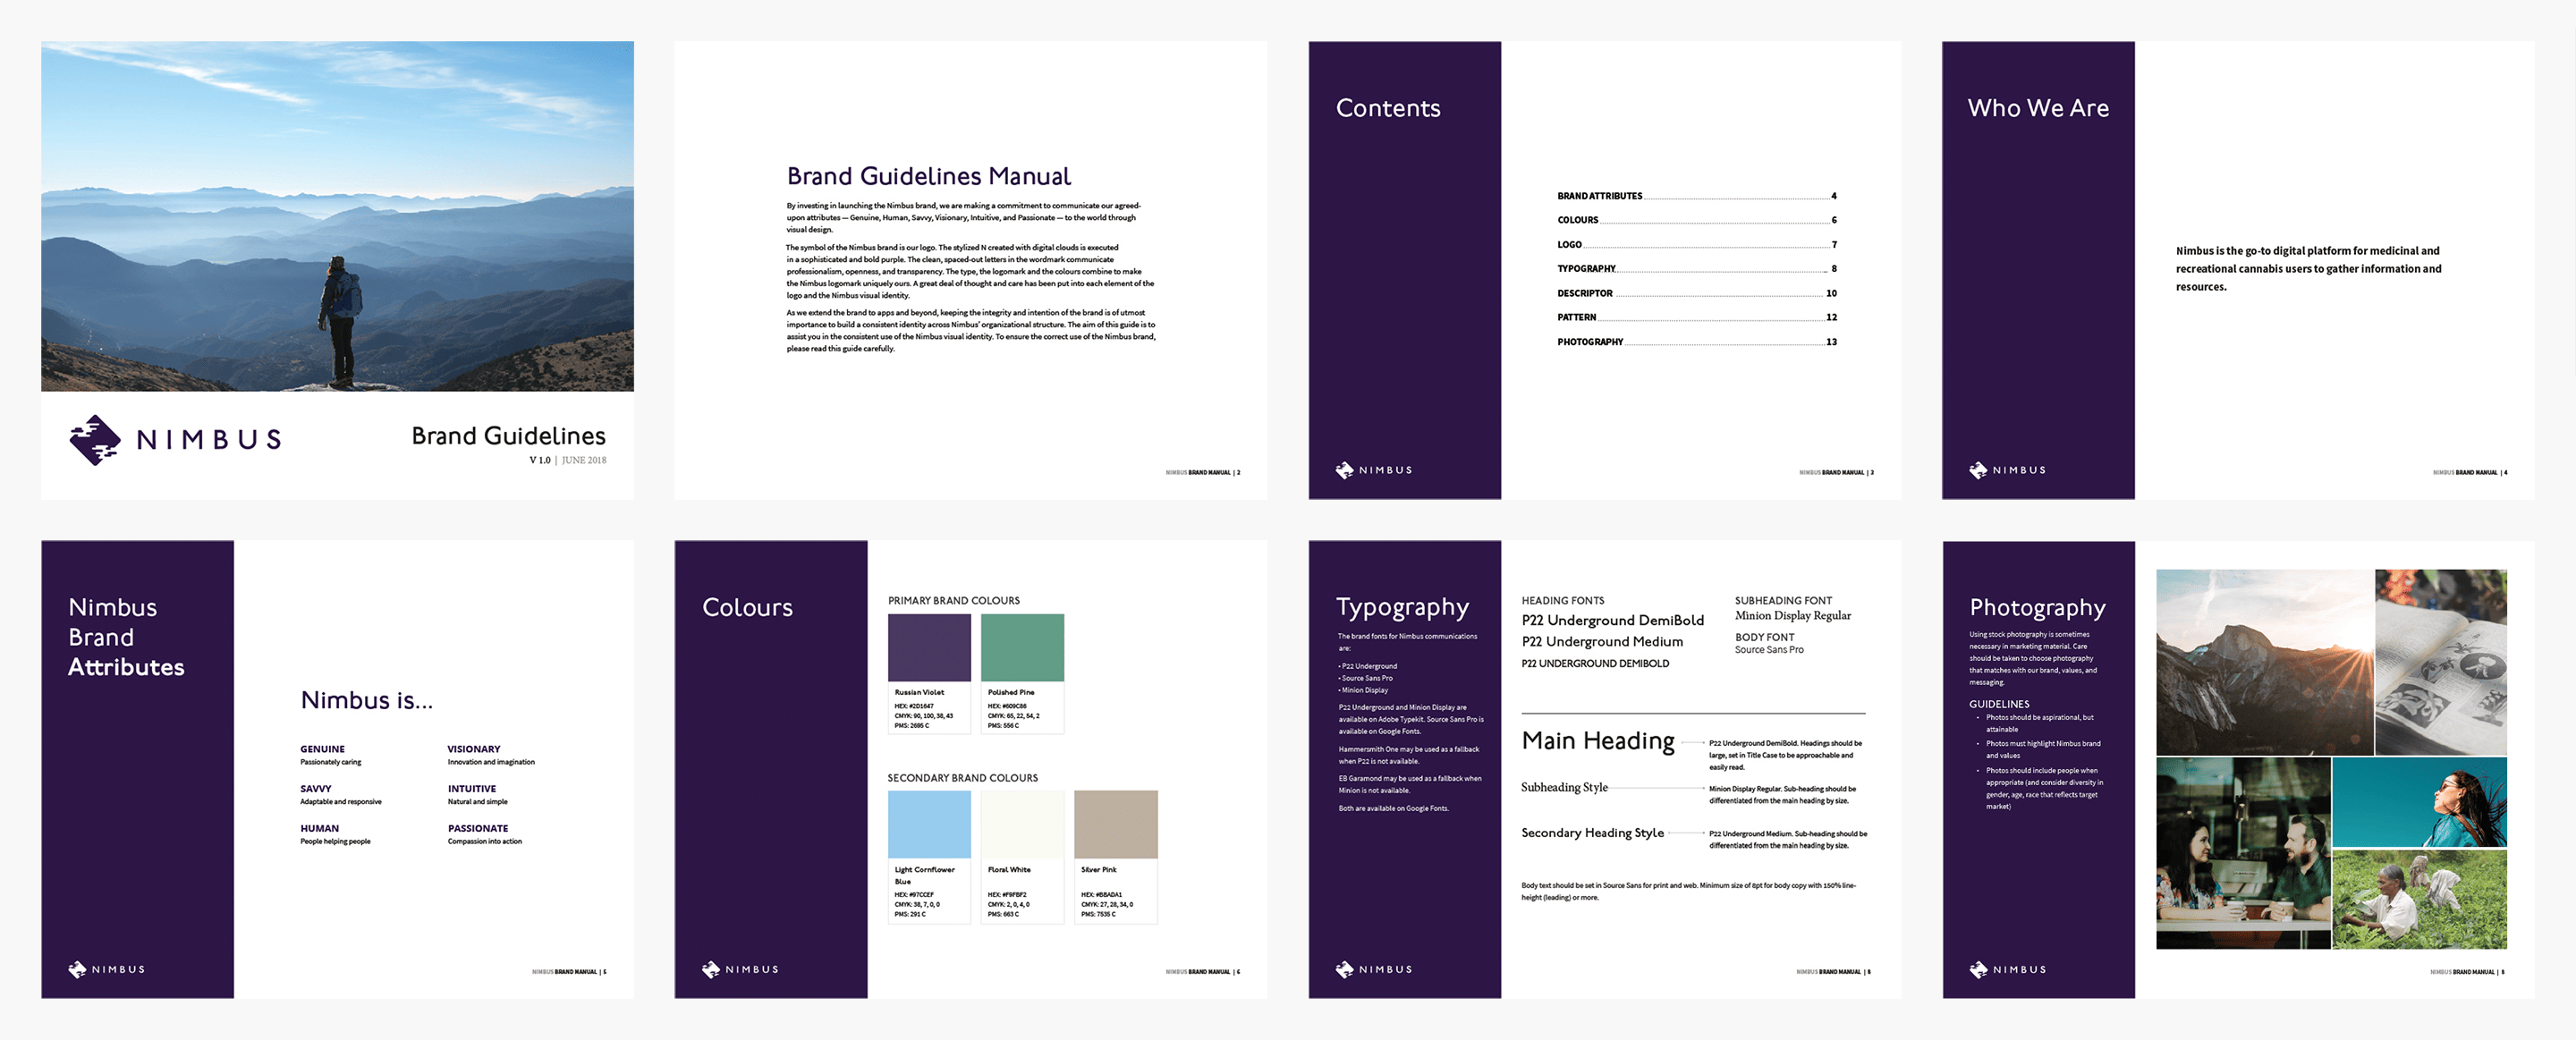 NIMBUS
Brand Guidelines
V 1.0 | JUNE 2018
Brand Guidelines Manual
By investing in launching the Nimbus brand, we are making a commitment to communicate our agreed-
upon attributes — Genuine, Human, Savvy, Visionary, Intuitive, and Passionate — to the world through
visual design.
The symbol of the Nimbus brand is our logo. The stylized N created with digital clouds is executed
in a sophisticated and bold purple. The clean, spaced-out letters in the wordmark communicate
professionalism, openness, and transparency. The type, the logomark and the colours combine to make
the Nimbus logomark uniquely ours. A great deal of thought and care has been put into each element of the
logo and the Nimbus visual identity.
As we extend the brand to apps and beyond, keeping the integrity and intention of the brand is of utmost
importance to build a consistent identity across Nimbus' organizational structure. The aim of this guide is to
assist you in the consistent use of the Nimbus visual identity. To ensure the correct use of the Nimbus brand,
please read this guide carefully.
NIMBUS BRAND MANUAL | 2
Contents
BRAND ATTRIBUTES 4
COLOURS 6
LOGO 7
TYPOGRAPHY 8
DESCRIPTOR 10
PATTERN 12
PHOTOGRAPHY 13
NIMBUS
NIMBUS BRAND MANUAL | 3
Who We Are
Nimbus is the go-to digital platform for medicinal and
recreational cannabis users to gather information and
resources.
NIMBUS
NIMBUS BRAND MANUAL | 4
Nimbus
Brand
Attributes
Nimbus is...
GENUINE
Passionately caring
SAVVY
Adaptable and responsive
HUMAN
People helping people
VISIONARY
Innovation and imagination
INTUITIVE
Natural and simple
PASSIONATE
Compassion into action
NIMBUS
NIMBUS BRAND MANUAL | 5
Colours
PRIMARY BRAND COLOURS
Russian Violet
HEX: #2D1647
CMYK: 90, 100, 38, 43
PMS: 2695 C
Polished Pine
HEX: #609C86
CMYK: 65, 22, 54, 2
PMS: 556 C
SECONDARY BRAND COLOURS
Light Cornflower
Blue
HEX: #97CCEF
CMYK: 38, 7, 0, 0
PMS: 291 C
Floral White
HEX: #F9FBF2
CMYK: 2, 0, 4, 0
PMS: 663 C
Silver Pink
HEX: #BBADA1
CMYK: 27, 28, 34, 0
PMS: 7535 C
NIMBUS
NIMBUS BRAND MANUAL | 6
Typography
The brand fonts for Nimbus communications
are:
• P22 Underground
• Source Sans Pro
• Minion Display
P22 Underground and Minion Display are
available on Adobe Typekit. Source Sans Pro is
available on Google Fonts.
Hammersmith One may be used as a fallback
when P22 is not available.
EB Garamond may be used as a fallback when
Minion is not available.
Both are available on Google Fonts.
HEADING FONTS
P22 Underground DemiBold
P22 Underground Medium
P22 UNDERGROUND DEMIBOLD
SUBHEADING FONT
Minion Display Regular
BODY FONT
Source Sans Pro
Main Heading
P22 Underground DemiBold. Headings should be
large, set in Title Case to be approachable and
easily read.
Subheading Style
Minion Display Regular. Sub-heading should be
differentiated from the main heading by size.
Secondary Heading Style
P22 Underground Medium. Sub-heading should be
differentiated from the main heading by size.
Body text should be set in Source Sans for print and web. Minimum size of 8pt for body copy with 150% line-
height (leading) or more.
NIMBUS
NIMBUS BRAND MANUAL | 8
Photography
Using stock photography is sometimes
necessary in marketing material. Care
should be taken to choose photography
that matches with our brand, values, and
messaging.
GUIDELINES
• Photos should be aspirational, but
attainable
• Photos must highlight Nimbus brand
and values
• Photos should include people when
appropriate (and consider diversity in
gender, age, race that reflects target
market)
NIMBUS
NIMBUS BRAND MANUAL |